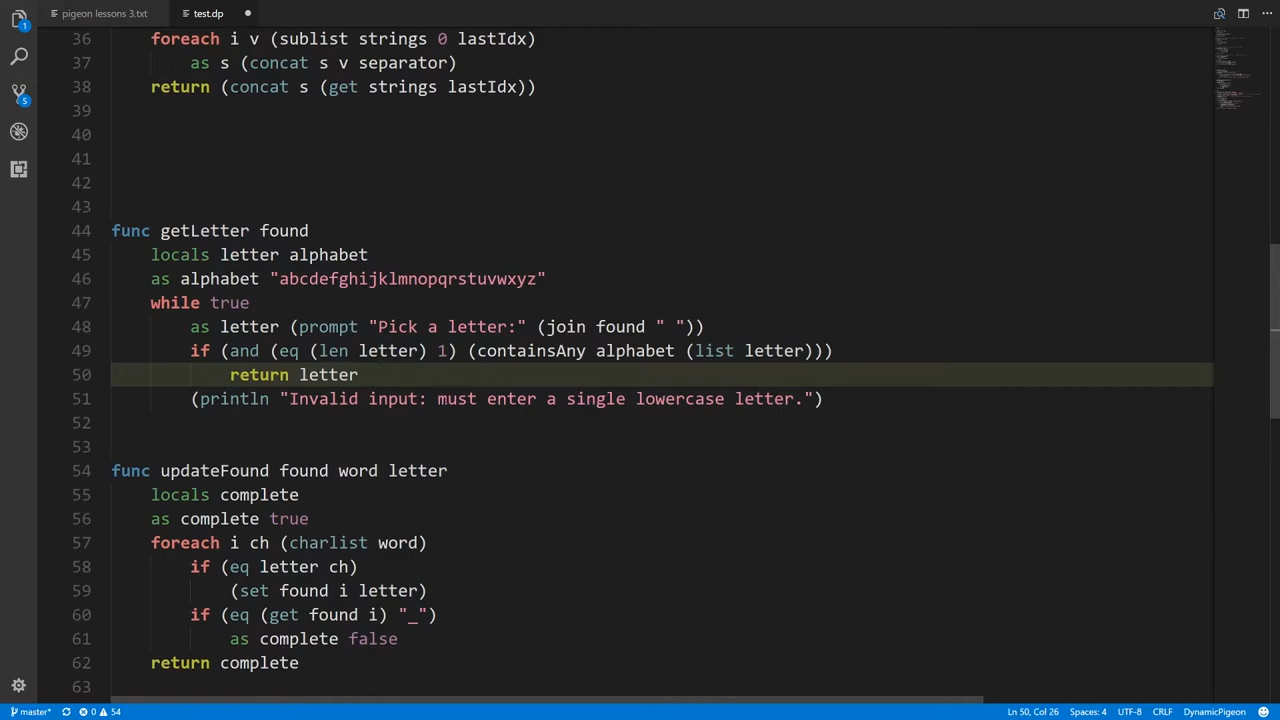 pigeon lessons 3.txt
test.dp
1
5
36 foreach i v (sublist strings 0 lastIdx)
37 as s (concat s v separator)
38 return (concat s (get strings lastIdx))
39
40
41
42
43
44 func getLetter found
45 locals letter alphabet
46 as alphabet "abcdefghijklmnopqrstuvwxyz"
47 while true
48 as letter (prompt "Pick a letter:" (join found " "))
49 if (and (eq (len letter) 1) (containsAny alphabet (list letter)))
50 return letter
51 (println "Invalid input: must enter a single lowercase letter.")
52
53
54 func updateFound found word letter
55 locals complete
56 as complete true
57 foreach i ch (charlist word)
58 if (eq letter ch)
59 (set found i letter)
60 if (eq (get found i) "_")
61 as complete false
62 return complete
63
master* 0 54 Ln 50, Col 26 Spaces: 4 UTF-8 CRLF DynamicPigeon